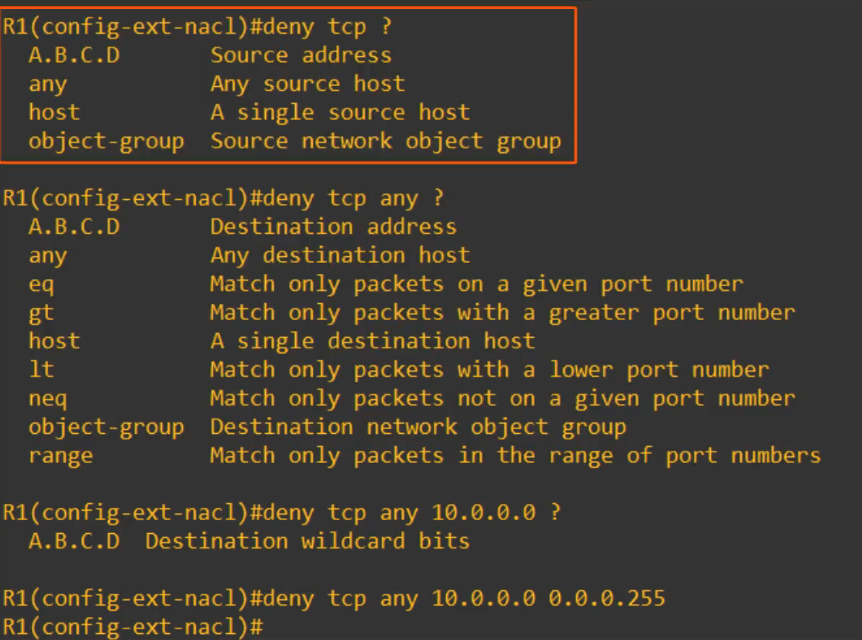 R1(config-ext-nacl)#deny tcp ?
  A.B.C.D       Source address
  any           Any source host
  host          A single source host
  object-group  Source network object group
R1(config-ext-nacl)#deny tcp any ?
  A.B.C.D       Destination address
  any           Any destination host
  eq            Match only packets on a given port number
  gt            Match only packets with a greater port number
  host          A single destination host
  lt            Match only packets with a lower port number
  neq           Match only packets not on a given port number
  object-group  Destination network object group
  range         Match only packets in the range of port numbers
R1(config-ext-nacl)#deny tcp any 10.0.0.0 ?
  A.B.C.D  Destination wildcard bits
R1(config-ext-nacl)#deny tcp any 10.0.0.0 0.0.0.255
R1(config-ext-nacl)#